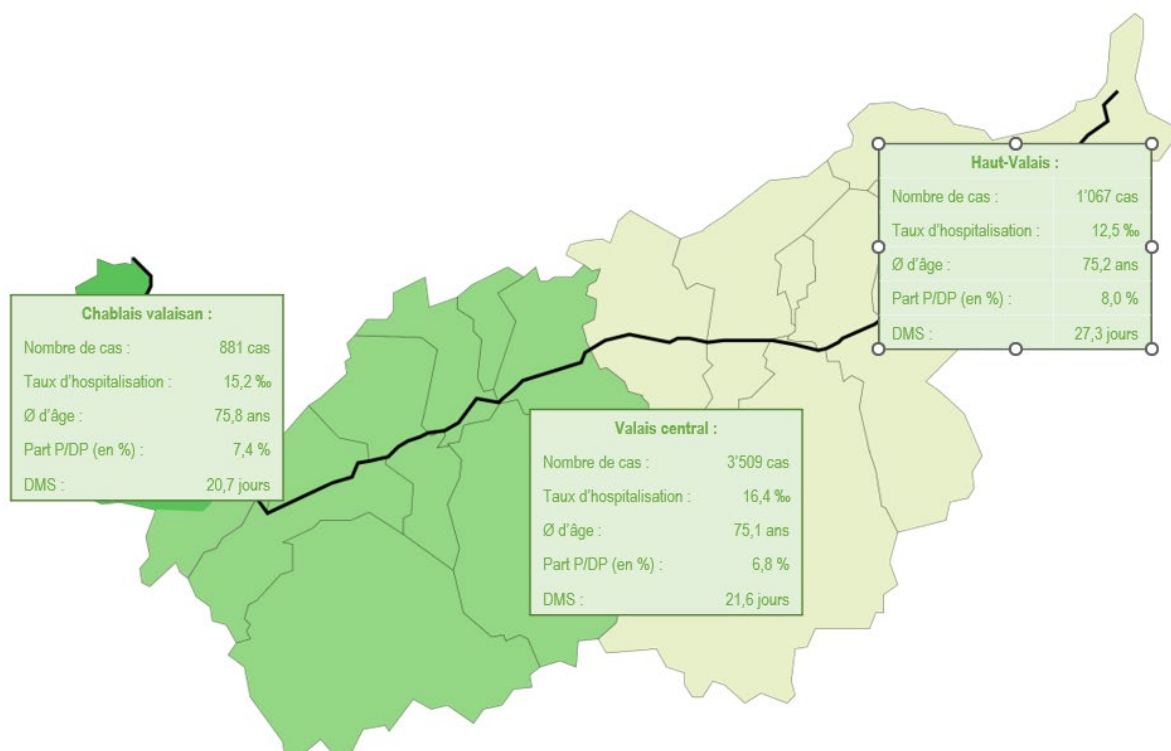 Haut-Valais :
Nombre de cas : 1'067 cas
Taux d'hospitalisation : 12,5 ‰
Ø d'âge : 75,2 ans
Part P/DP (en %) : 8,0 %
DMS : 27,3 jours
Chablais valaisan :
Nombre de cas : 881 cas
Taux d'hospitalisation : 15,2 ‰
Ø d'âge : 75,8 ans
Part P/DP (en %) : 7,4 %
DMS : 20,7 jours
Valais central :
Nombre de cas : 3'509 cas
Taux d'hospitalisation : 16,4 ‰
Ø d'âge : 75,1 ans
Part P/DP (en %) : 6,8 %
DMS : 21,6 jours